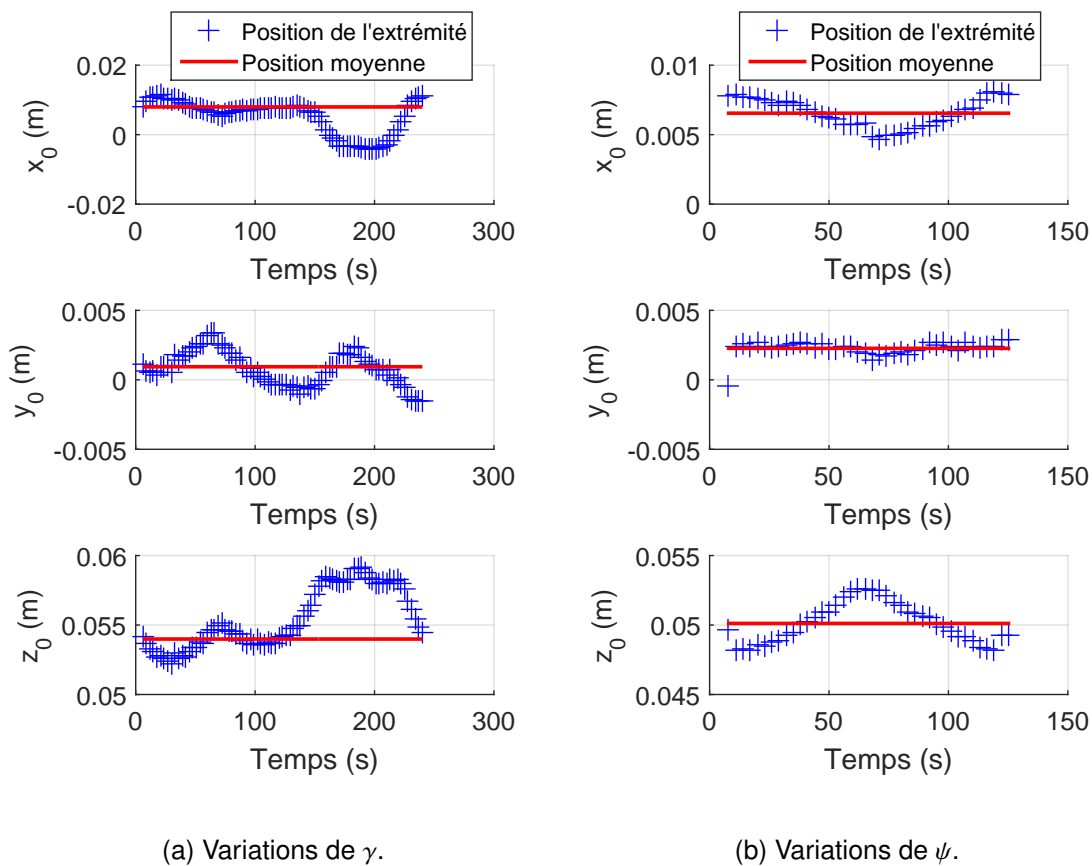 Position de l'extrémité
Position moyenne
0.02
0
-0.02
x0 (m)
0 100 200 300
Temps (s)
0.005
0
-0.005
y0 (m)
0 100 200 300
Temps (s)
0.06
0.054
0.05
z0 (m)
0 100 200 300
Temps (s)
(a) Variations de γ.
Position de l'extrémité
Position moyenne
0.01
0.005
0
x0 (m)
0 50 100 150
Temps (s)
0.005
0
-0.005
y0 (m)
0 50 100 150
Temps (s)
0.055
0.05
0.045
z0 (m)
0 50 100 150
Temps (s)
(b) Variations de ψ.